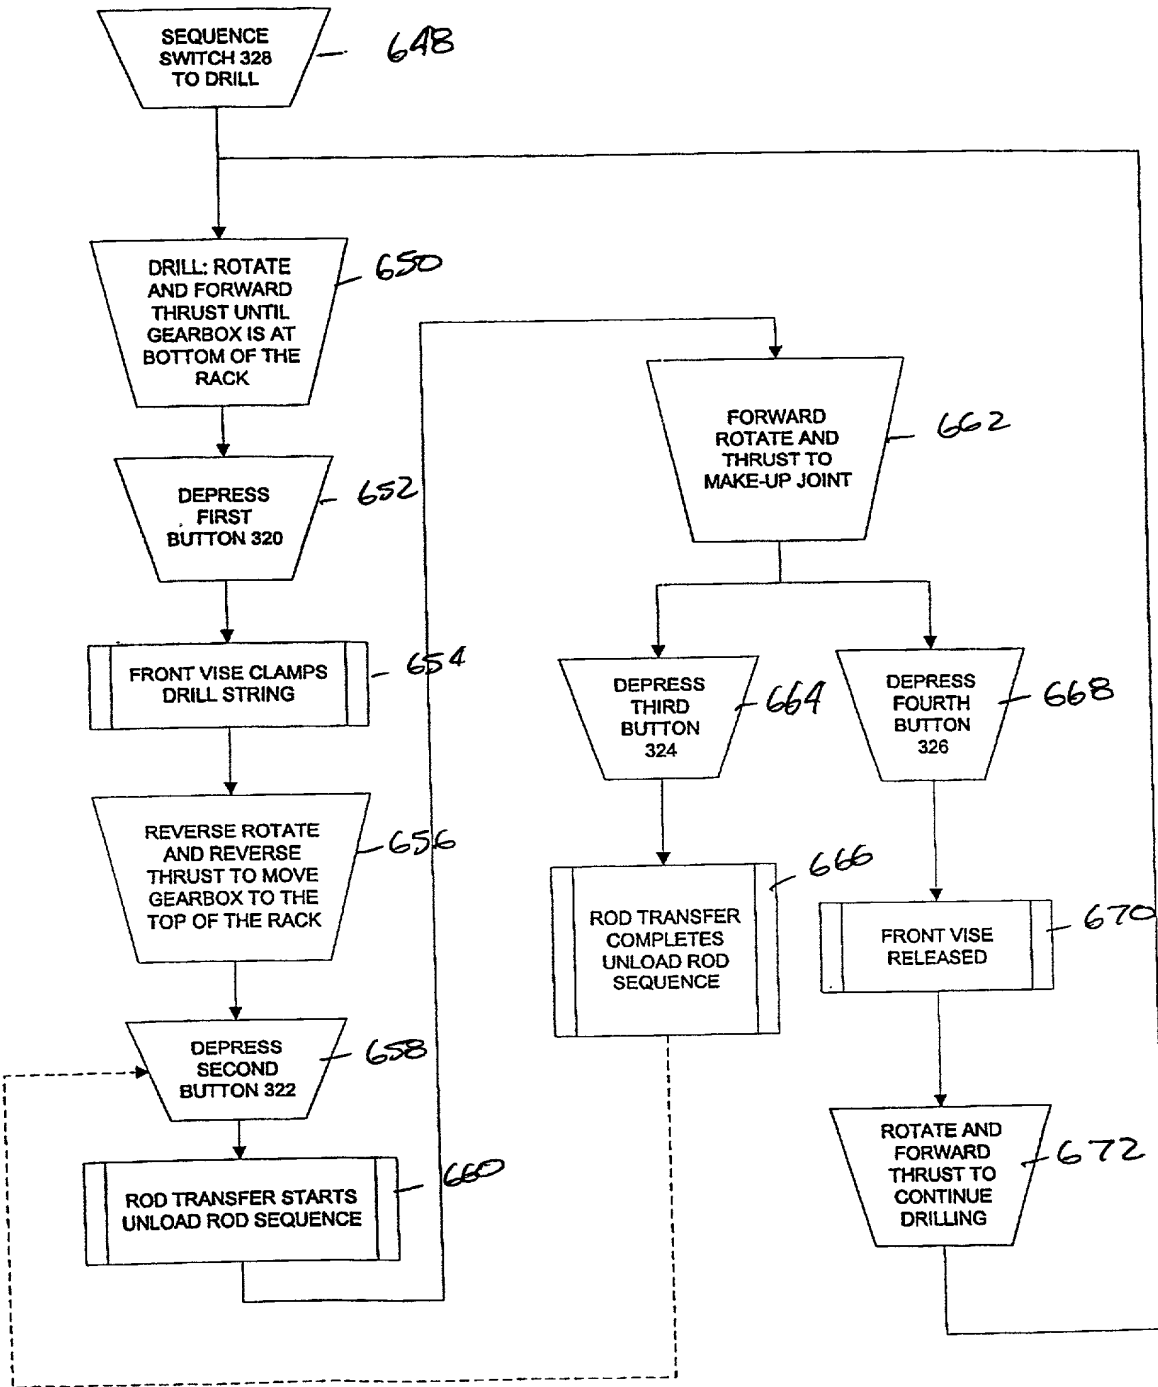 SEQUENCE
SWITCH 328
TO DRILL
648
DRILL: ROTATE
AND FORWARD
THRUST UNTIL
GEARBOX IS AT
BOTTOM OF THE
RACK
650
DEPRESS
FIRST
BUTTON 320
652
FRONT VISE CLAMPS
DRILL STRING
654
REVERSE ROTATE
AND REVERSE
THRUST TO MOVE
GEARBOX TO THE
TOP OF THE RACK
656
DEPRESS
SECOND
BUTTON 322
658
ROD TRANSFER STARTS
UNLOAD ROD SEQUENCE
660
FORWARD
ROTATE AND
THRUST TO
MAKE-UP JOINT
662
DEPRESS
THIRD
BUTTON
324
664
ROD TRANSFER
COMPLETES
UNLOAD ROD
SEQUENCE
666
DEPRESS
FOURTH
BUTTON
326
668
FRONT VISE
RELEASED
670
ROTATE AND
FORWARD
THRUST TO
CONTINUE
DRILLING
672